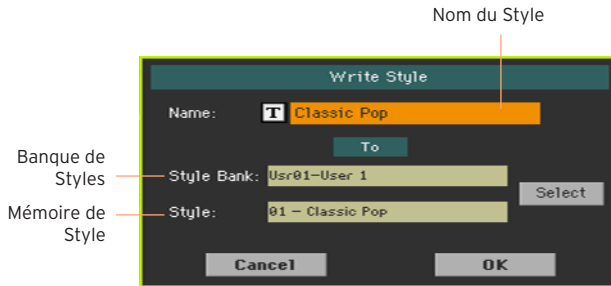 Nom du Style
Write Style
Name: T Classic Pop
To
Banque de
Styles
Style Bank: Usr01-User 1
Select
Mémoire de
Style
Style: 01 - Classic Pop
Cancel OK